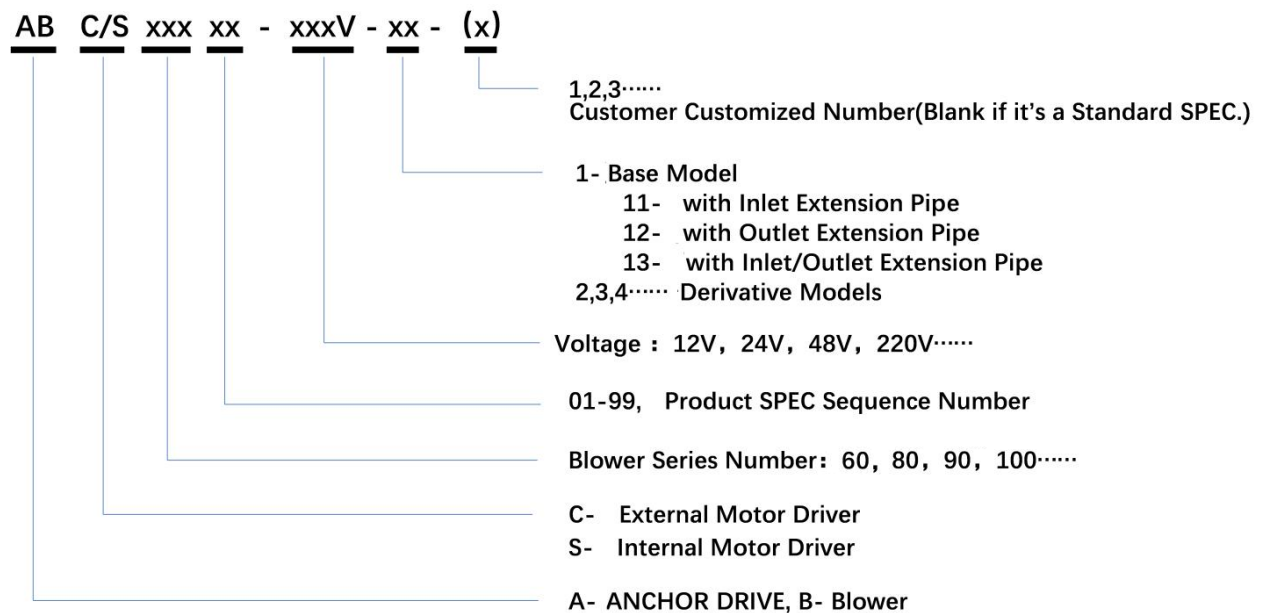 AB C/S xxx xx - xxxV - xx - (x)
1,2,3······
Customer Customized Number(Blank if it's a Standard SPEC.)
1- Base Model
11- with Inlet Extension Pipe
12- with Outlet Extension Pipe
13- with Inlet/Outlet Extension Pipe
2,3,4······ Derivative Models
Voltage : 12V, 24V, 48V, 220V······
01-99, Product SPEC Sequence Number
Blower Series Number: 60, 80, 90, 100······
C- External Motor Driver
S- Internal Motor Driver
A- ANCHOR DRIVE, B- Blower